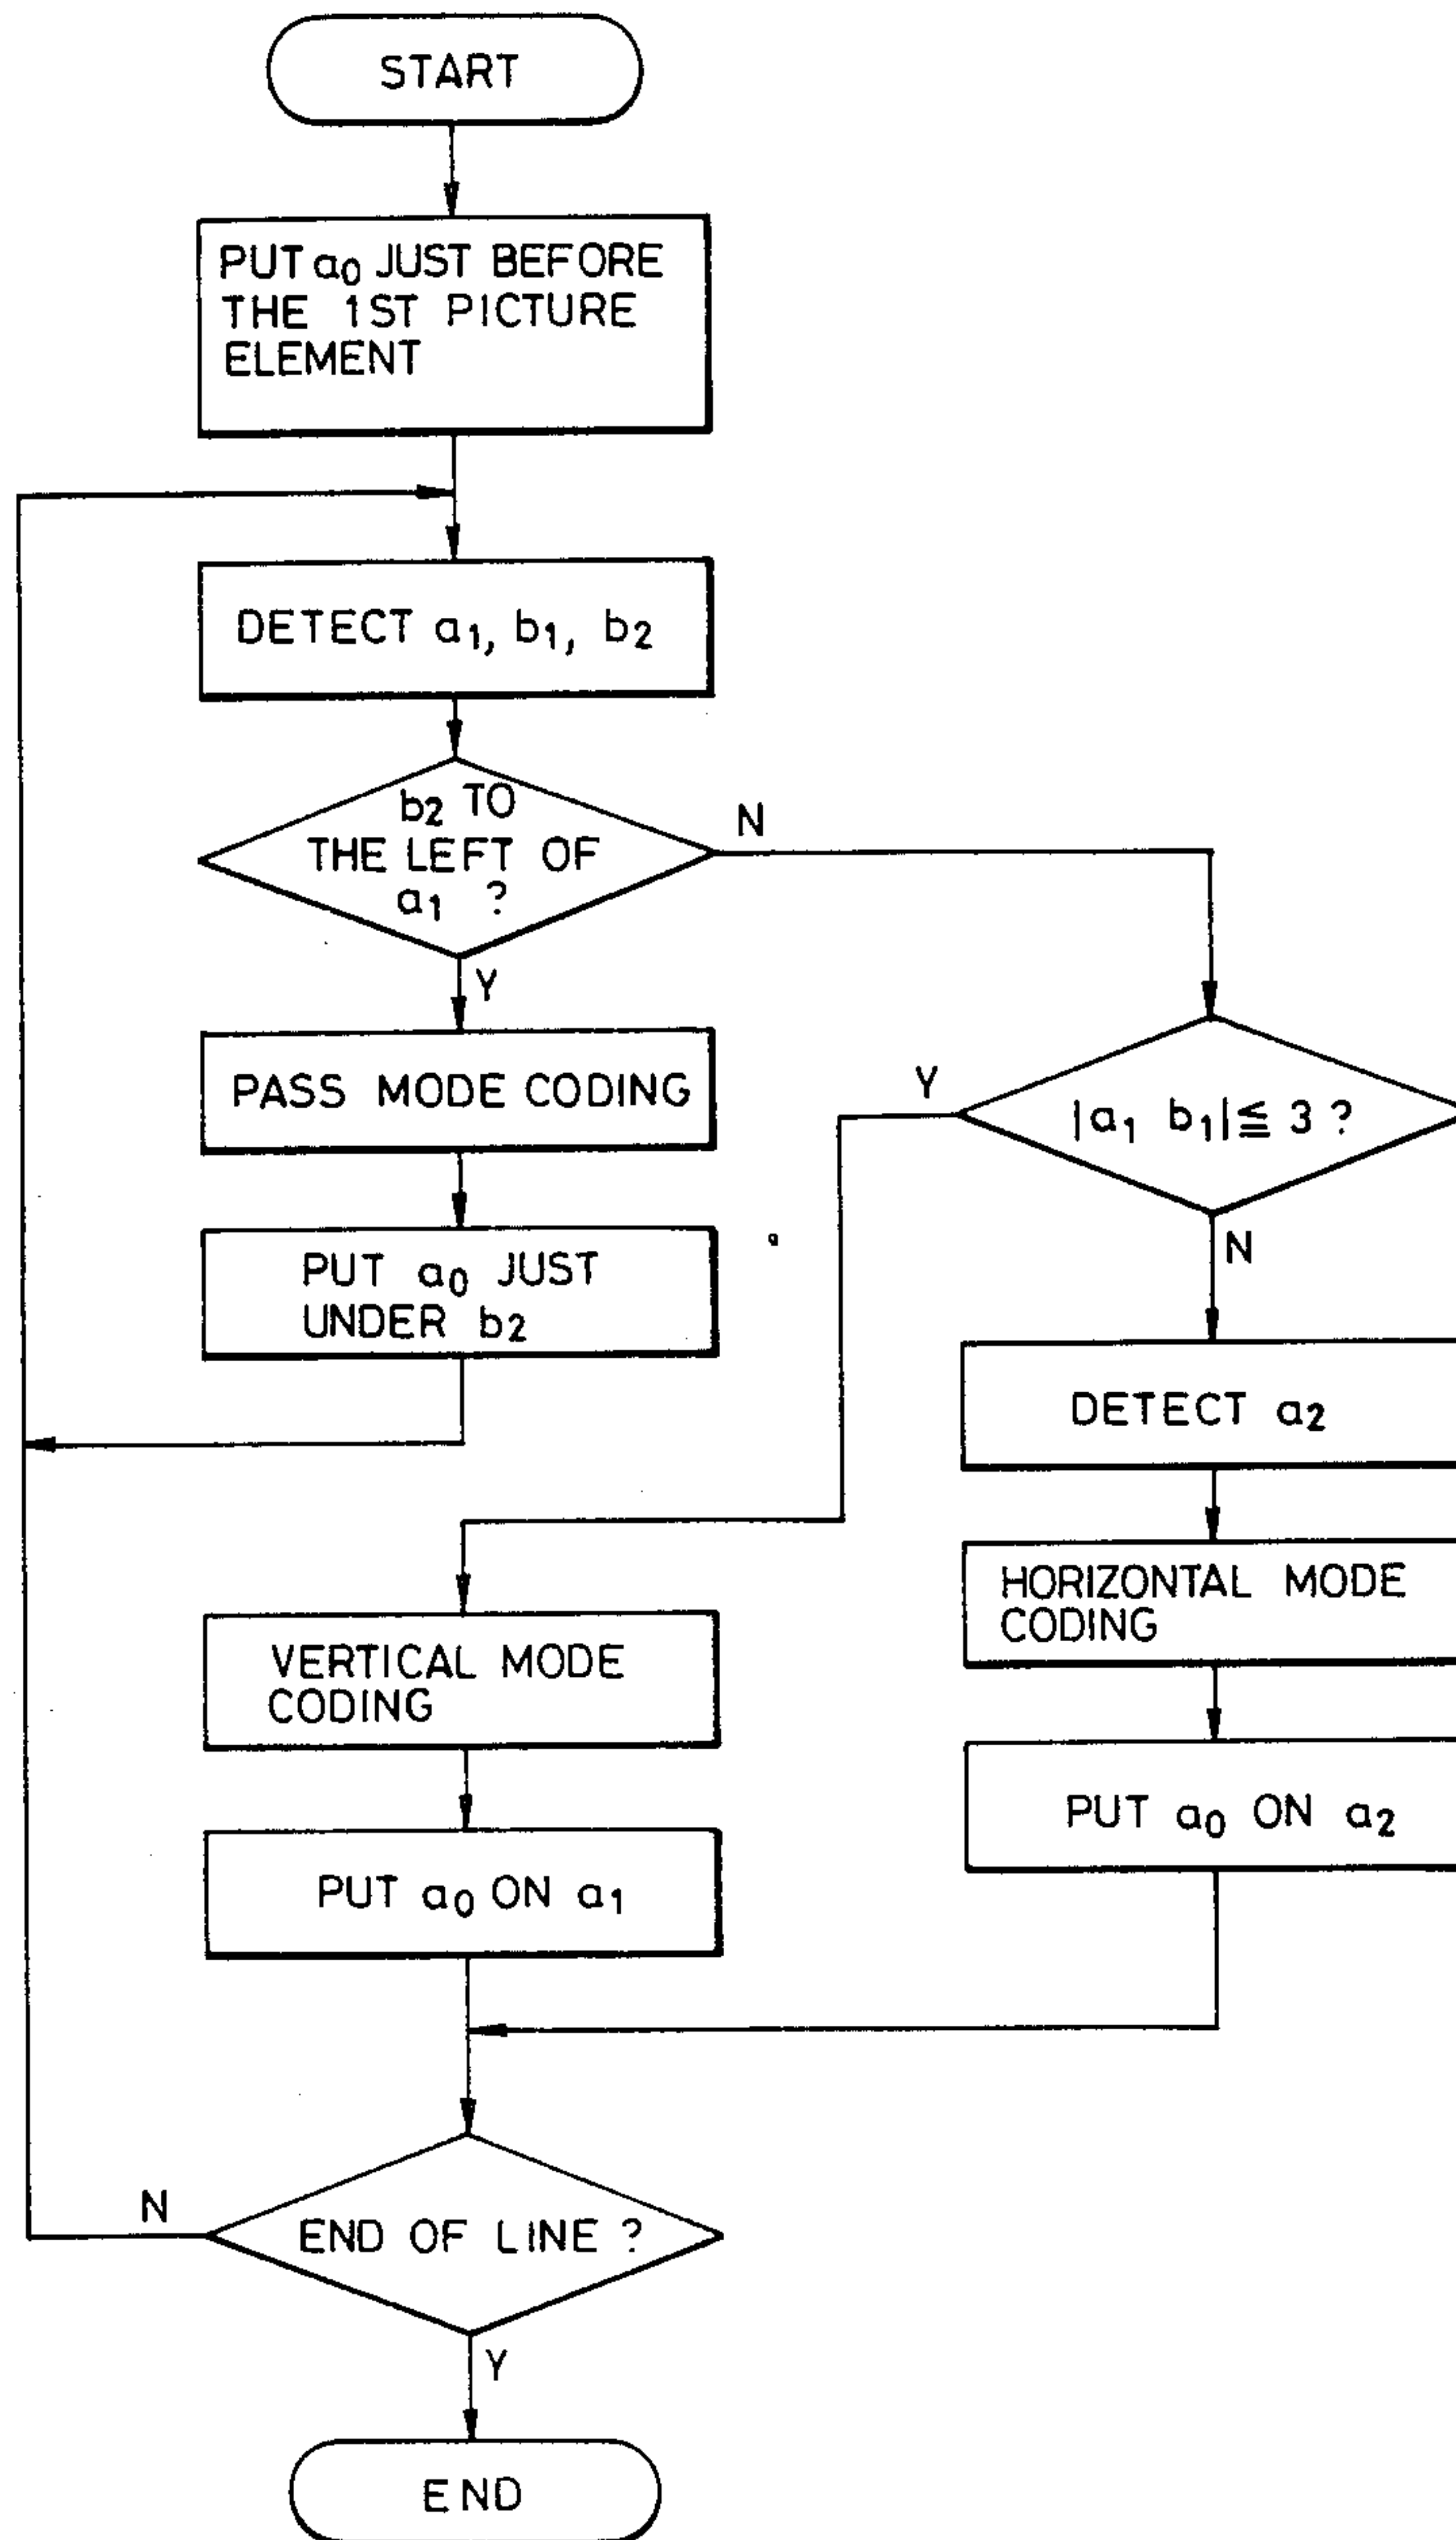 START
PUT a₀ JUST BEFORE
THE 1ST PICTURE
ELEMENT
DETECT a₁, b₁, b₂
b₂ TO
THE LEFT OF
a₁ ?
N
Y
PASS MODE CODING
PUT a₀ JUST
UNDER b₂
Y
|a₁ b₁| ≦ 3 ?
N
DETECT a₂
HORIZONTAL MODE
CODING
PUT a₀ ON a₂
VERTICAL MODE
CODING
PUT a₀ ON a₁
N
END OF LINE ?
Y
END